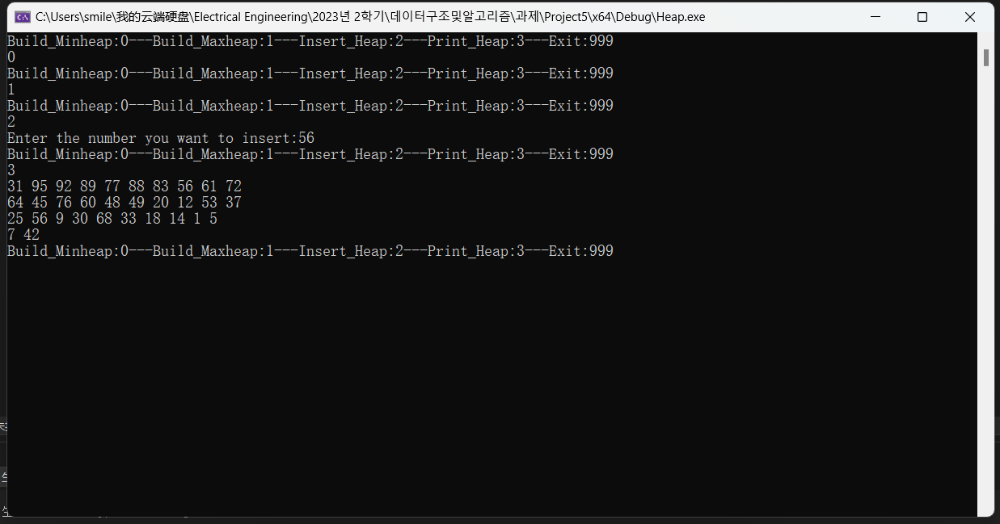 C:\Users\smile\我的云端硬盘\Electrical Engineering\2023년 2학기\데이터구조및알고리즘\과제\Project5\x64\Debug\Heap.exe
Build_Minheap:0---Build_Maxheap:1---Insert_Heap:2---Print_Heap:3---Exit:999
0
Build_Minheap:0---Build_Maxheap:1---Insert_Heap:2---Print_Heap:3---Exit:999
1
Build_Minheap:0---Build_Maxheap:1---Insert_Heap:2---Print_Heap:3---Exit:999
2
Enter the number you want to insert:56
Build_Minheap:0---Build_Maxheap:1---Insert_Heap:2---Print_Heap:3---Exit:999
3
31 95 92 89 77 88 83 56 61 72
64 45 76 60 48 49 20 12 53 37
25 56 9 30 68 33 18 14 1 5
7 42
Build_Minheap:0---Build_Maxheap:1---Insert_Heap:2---Print_Heap:3---Exit:999